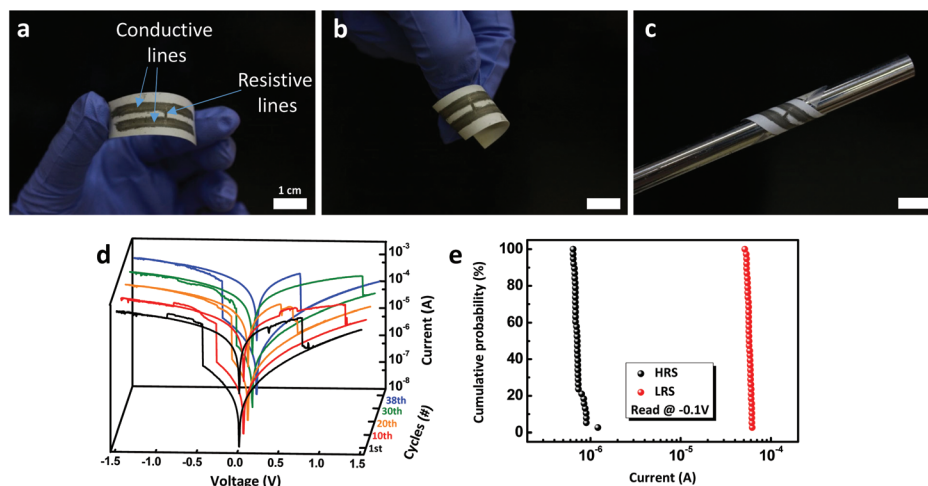 a
Conductive
lines
Resistive
lines
1 cm
b
c
d
10⁻³
10⁻⁴
10⁻⁵
10⁻⁶
10⁻⁷
10⁻⁸
Current (A)
38th
30th
20th
10th
1st
Cycles (#)
-1.5 -1.0 -0.5 0.0 0.5 1.0 1.5
Voltage (V)
e
100
80
60
40
20
0
Cumulative probability (%)
HRS
LRS
Read @ -0.1V
10⁻⁶ 10⁻⁴
Current (A)